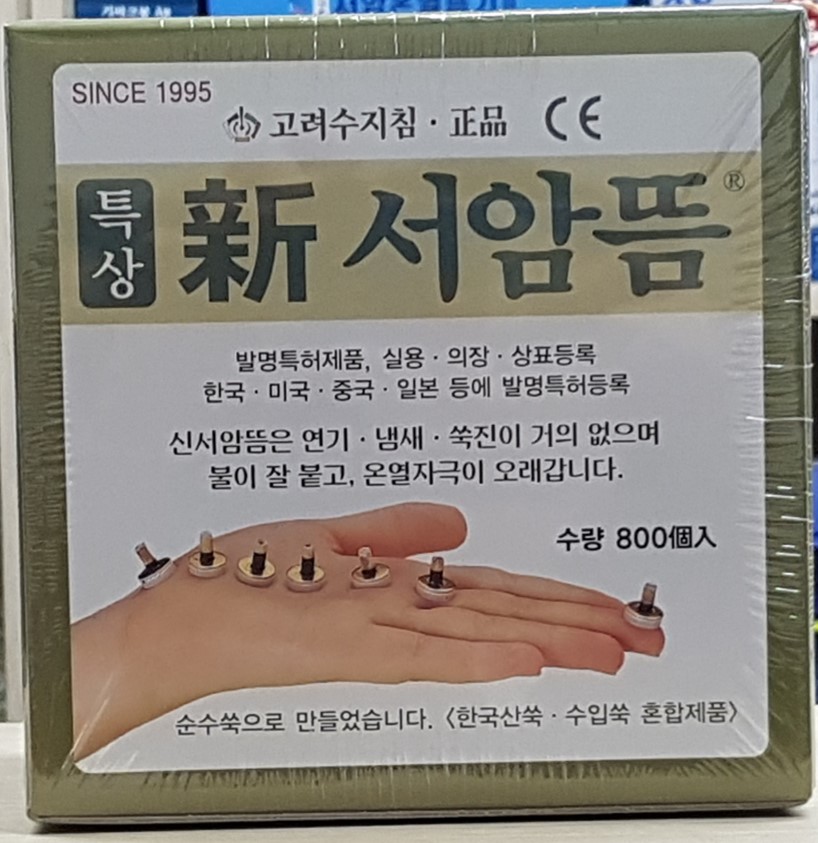 SINCE 1995
고려수지침 · 正品 CE
특상 新 서암뜸®
발명특허제품, 실용 · 의장 · 상표등록
한국 · 미국 · 중국 · 일본 등에 발명특허등록
신서암뜸은 연기 · 냄새 · 쑥진이 거의 없으며
불이 잘 붙고, 온열자극이 오래갑니다.
수량 800個入
순수쑥으로 만들었습니다. 〈한국산쑥 · 수입쑥 혼합제품〉